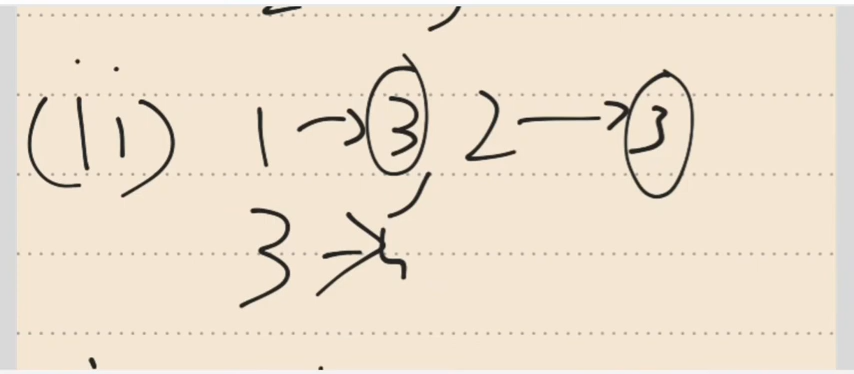 (ii) 1 → 3, 2 → 3
3 → 4